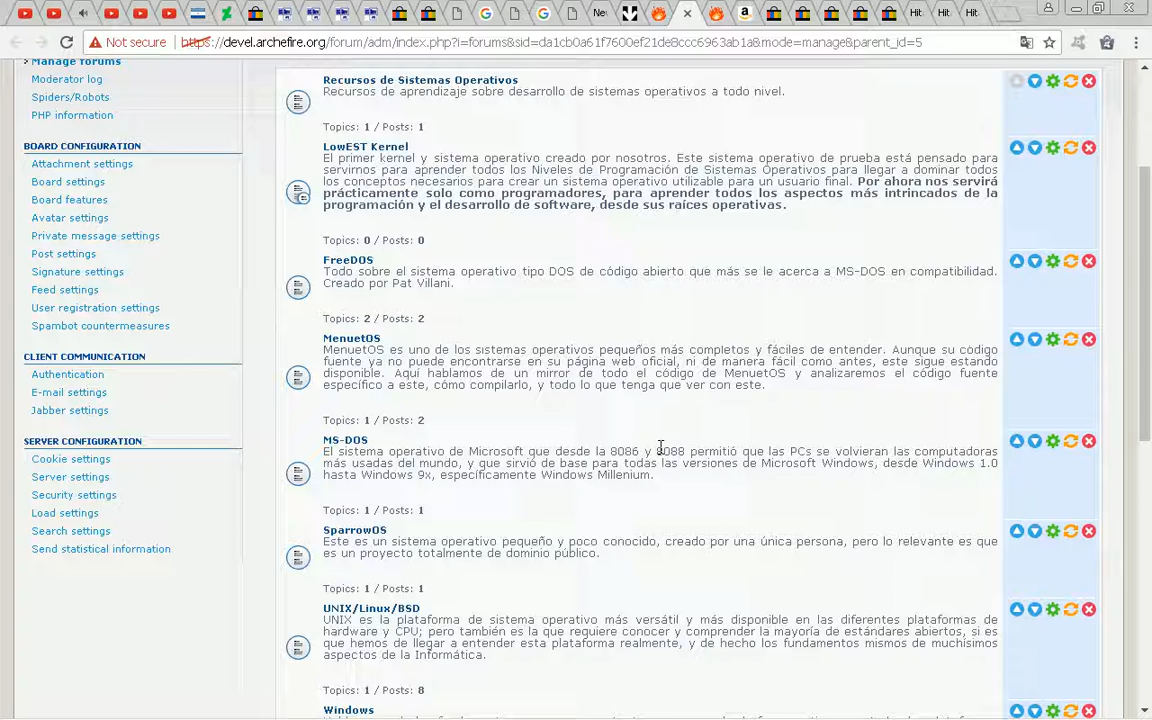 Ne
Hit
Hit
Hit
Not secure
https://devel.archefire.org/forum/adm/index.php?i=forums&sid=da1cb0a61f7600ef21de8ccc6963ab1a&mode=manage&parent_id=5
Manage forums
Moderator log
Spiders/Robots
PHP information
BOARD CONFIGURATION
Attachment settings
Board settings
Board features
Avatar settings
Private message settings
Post settings
Signature settings
Feed settings
User registration settings
Spambot countermeasures
CLIENT COMMUNICATION
Authentication
E-mail settings
Jabber settings
SERVER CONFIGURATION
Cookie settings
Server settings
Security settings
Load settings
Search settings
Send statistical information
Recursos de Sistemas Operativos
Recursos de aprendizaje sobre desarrollo de sistemas operativos a todo nivel.
Topics: 1 / Posts: 1
LowEST Kernel
El primer kernel y sistema operativo creado por nosotros. Este sistema operativo de prueba está pensado para
servirnos para aprender todos los Niveles de Programación de Sistemas Operativos para llegar a dominar todos
los conceptos necesarios para crear un sistema operativo utilizable para un usuario final. Por ahora nos servirá
prácticamente solo como programadores, para aprender todos los aspectos más intrincados de la
programación y el desarrollo de software, desde sus raíces operativas.
Topics: 0 / Posts: 0
FreeDOS
Todo sobre el sistema operativo tipo DOS de código abierto que más se le acerca a MS-DOS en compatibilidad.
Creado por Pat Villani.
Topics: 2 / Posts: 2
MenuetOS
MenuetOS es uno de los sistemas operativos pequeños más completos y fáciles de entender. Aunque su código
fuente ya no puede encontrarse en su página web oficial, ni de manera fácil como antes, este sigue estando
disponible. Aquí hablamos de un mirror de todo el código de MenuetOS y analizaremos el código fuente
específico a este, cómo compilarlo, y todo lo que tenga que ver con este.
Topics: 1 / Posts: 2
MS-DOS
El sistema operativo de Microsoft que desde la 8086 y 8088 permitió que las PCs se volvieran las computadoras
más usadas del mundo, y que sirvió de base para todas las versiones de Microsoft Windows, desde Windows 1.0
hasta Windows 9x, específicamente Windows Millenium.
Topics: 1 / Posts: 1
SparrowOS
Este es un sistema operativo pequeño y poco conocido, creado por una única persona, pero lo relevante es que
es un proyecto totalmente de dominio público.
Topics: 1 / Posts: 1
UNIX/Linux/BSD
UNIX es la plataforma de sistema operativo más versátil y más disponible en las diferentes plataformas de
hardware y CPU; pero también es la que requiere conocer y comprender la mayoría de estándares abiertos, si es
que hemos de llegar a entender esta plataforma realmente, y de hecho los fundamentos mismos de muchísimos
aspectos de la Informática.
Topics: 1 / Posts: 8
Windows